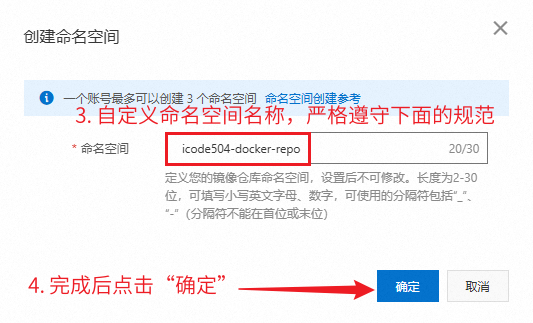 创建命名空间
一个账号最多可以创建 3 个命名空间 命名空间创建参考
3. 自定义命名空间名称，严格遵守下面的规范
* 命名空间 icode504-docker-repo 20/30
定义您的镜像仓库命名空间，设置后不可修改。长度为2-30
位，可填写小写英文字母、数字，可使用的分隔符包括“_”、
“-”（分隔符不能在首位或末位）
4. 完成后点击“确定”
确定 取消